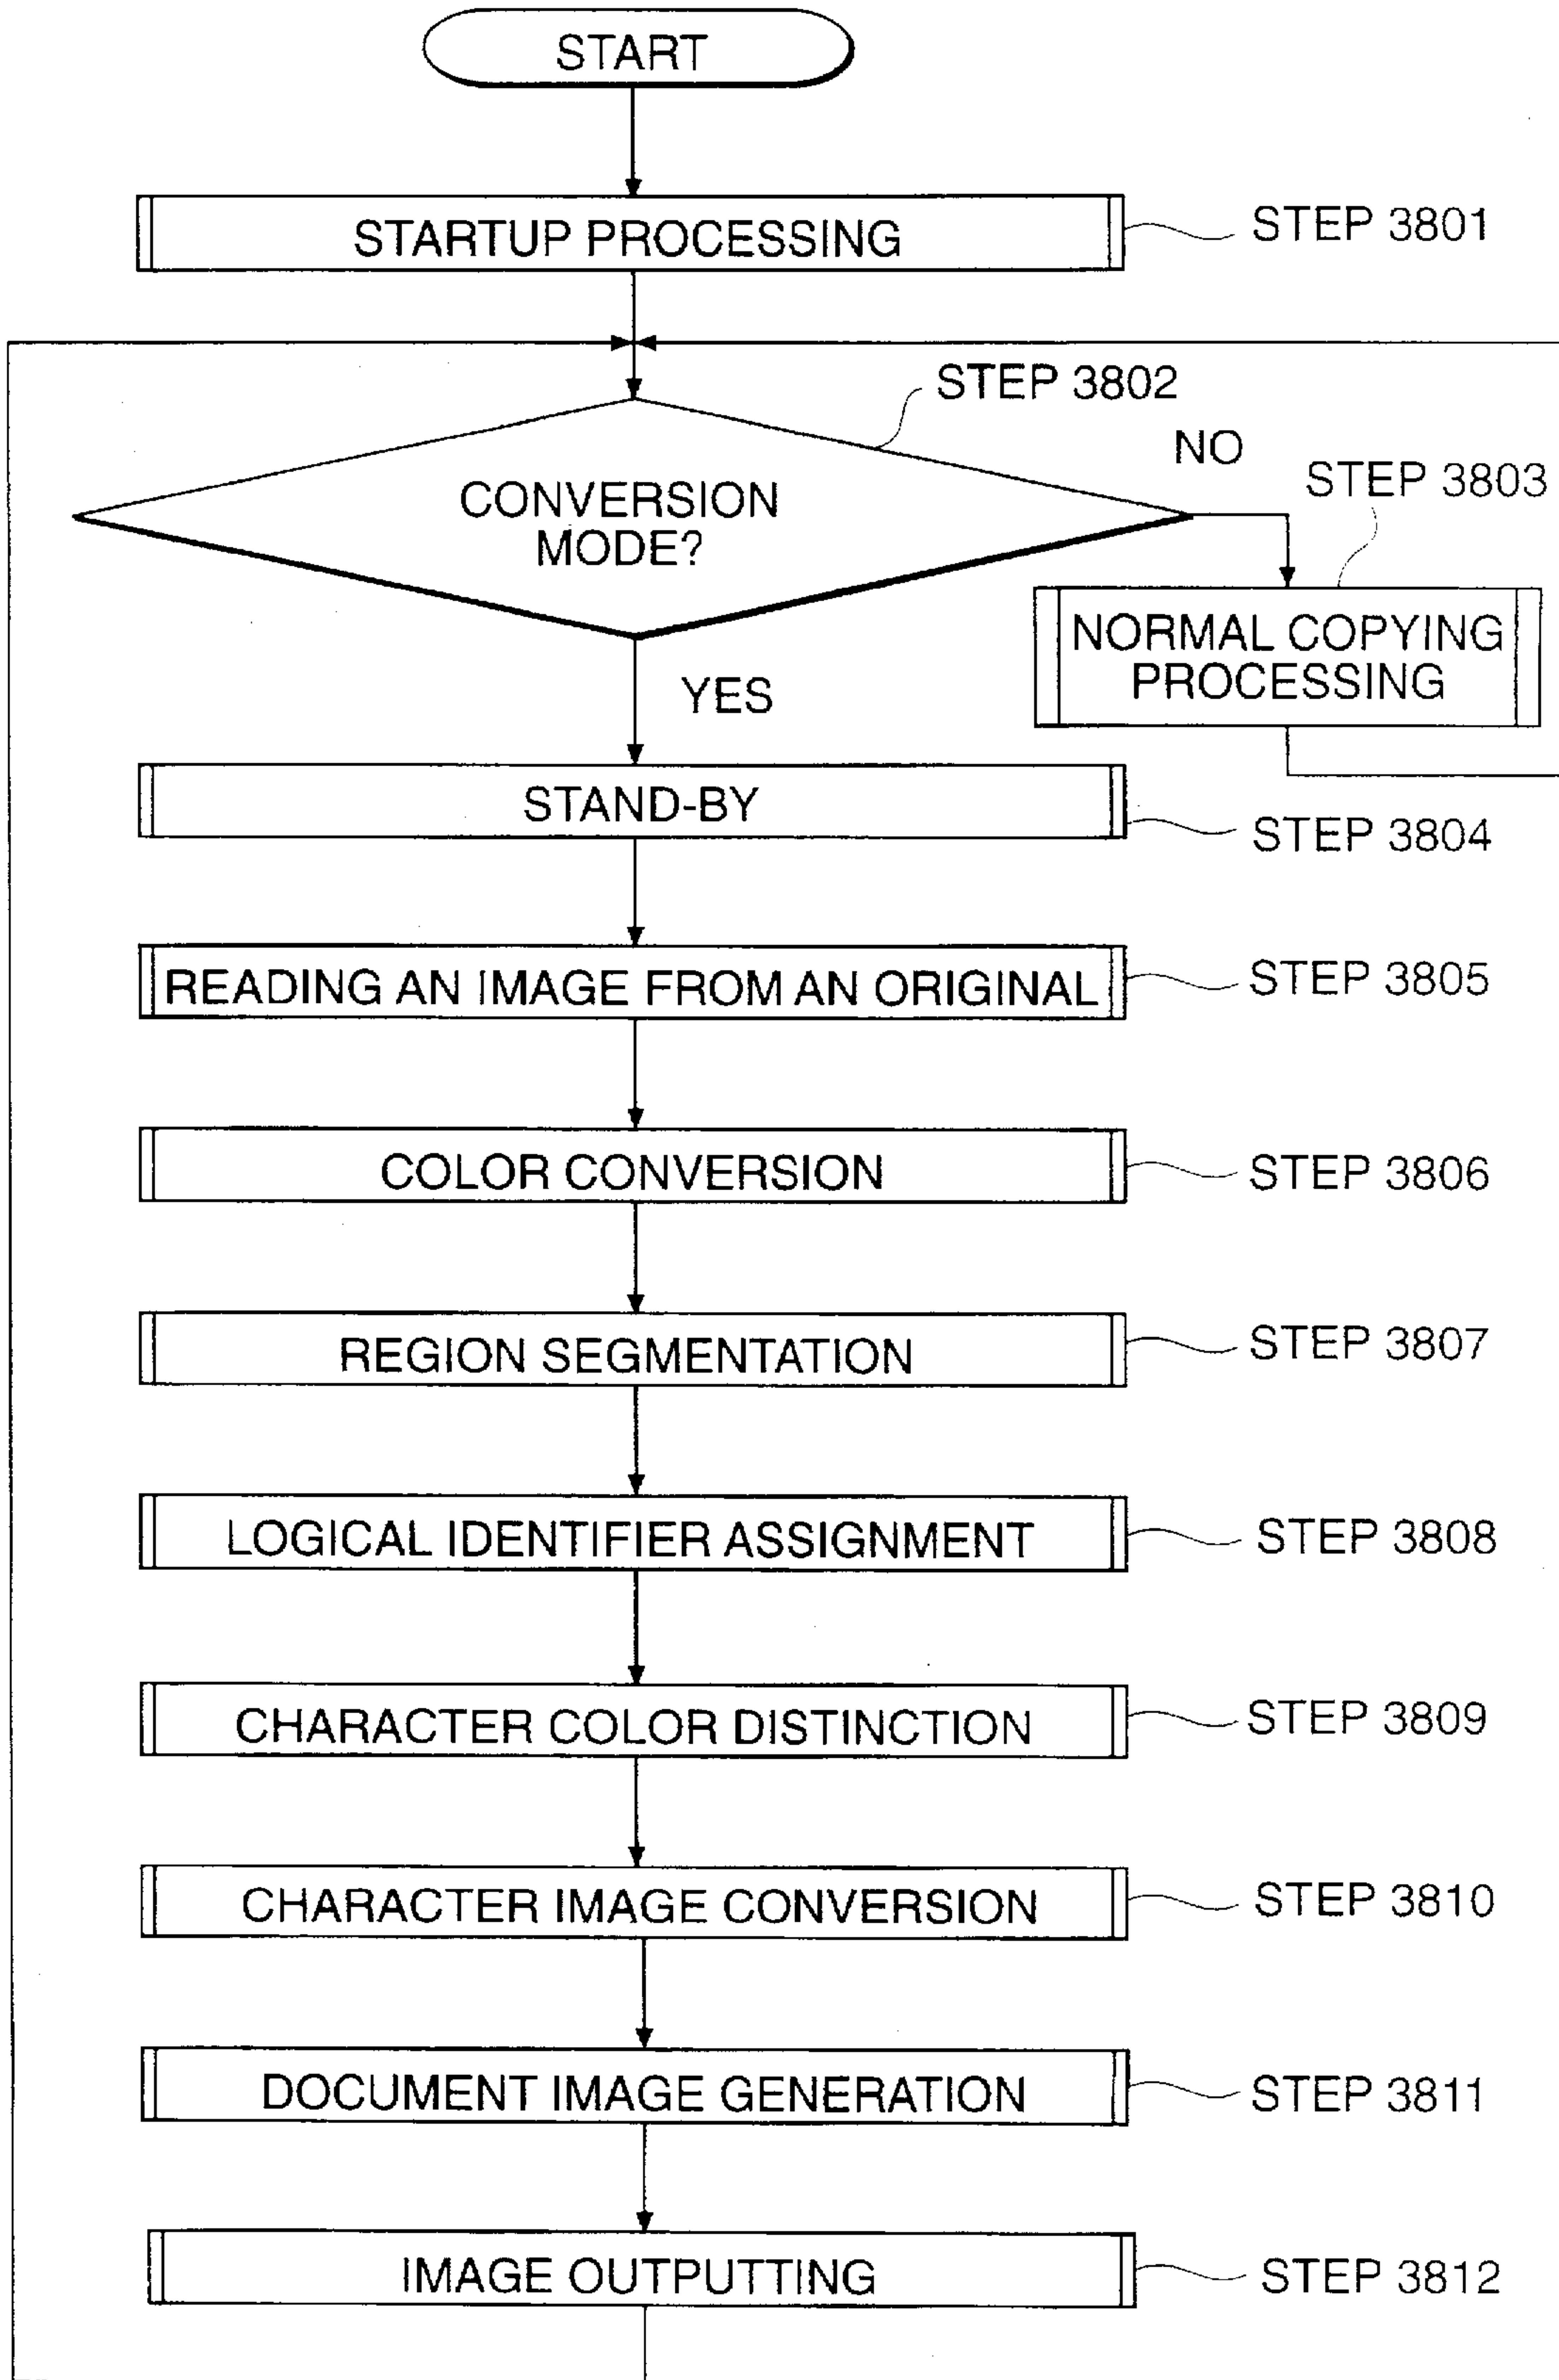 START
STARTUP PROCESSING
STEP 3801
STEP 3802
NO
STEP 3803
CONVERSION
MODE?
NORMAL COPYING
PROCESSING
YES
STAND-BY
STEP 3804
READING AN IMAGE FROM AN ORIGINAL
STEP 3805
COLOR CONVERSION
STEP 3806
REGION SEGMENTATION
STEP 3807
LOGICAL IDENTIFIER ASSIGNMENT
STEP 3808
CHARACTER COLOR DISTINCTION
STEP 3809
CHARACTER IMAGE CONVERSION
STEP 3810
DOCUMENT IMAGE GENERATION
STEP 3811
IMAGE OUTPUTTING
STEP 3812